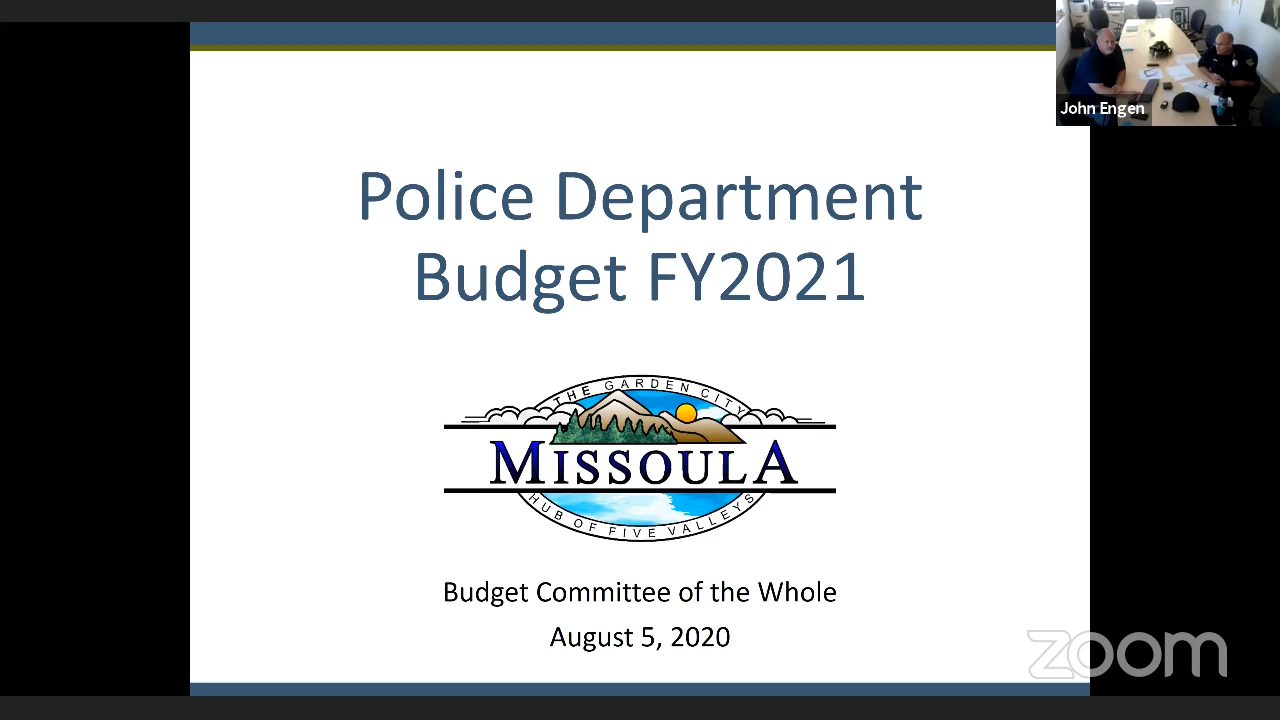 John Engen
Police Department
Budget FY2021
THE GARDEN CITY
MISSOULA
HUB OF FIVE VALLEYS
Budget Committee of the Whole
August 5, 2020
zoom